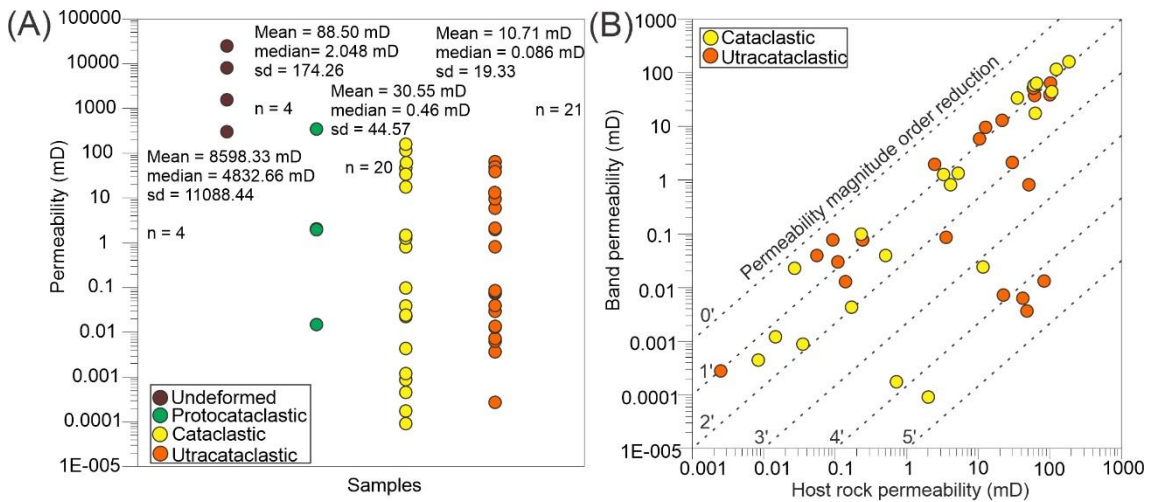 (A)
100000
10000
1000
100
10
1
0.1
0.01
0.001
0.0001
1E-005
Permeability (mD)
Samples
Mean = 88.50 mD
median= 2.048 mD
sd = 174.26
n = 4
Mean = 10.71 mD
median = 0.086 mD
sd = 19.33
n = 21
Mean = 30.55 mD
median = 0.46 mD
sd = 44.57
n = 20
Mean = 8598.33 mD
median = 4832.66 mD
sd = 11088.44
n = 4
Undeformed
Protocataclastic
Cataclastic
Utracataclastic
(B)
1000
100
10
1
0.1
0.01
0.001
0.0001
1E-005
Band permeability (mD)
Cataclastic
Utracataclastic
Permeability magnitude order reduction
0'
1'
2'
3'
4'
5'
0.001
0.01
0.1
1
10
100
1000
Host rock permeability (mD)